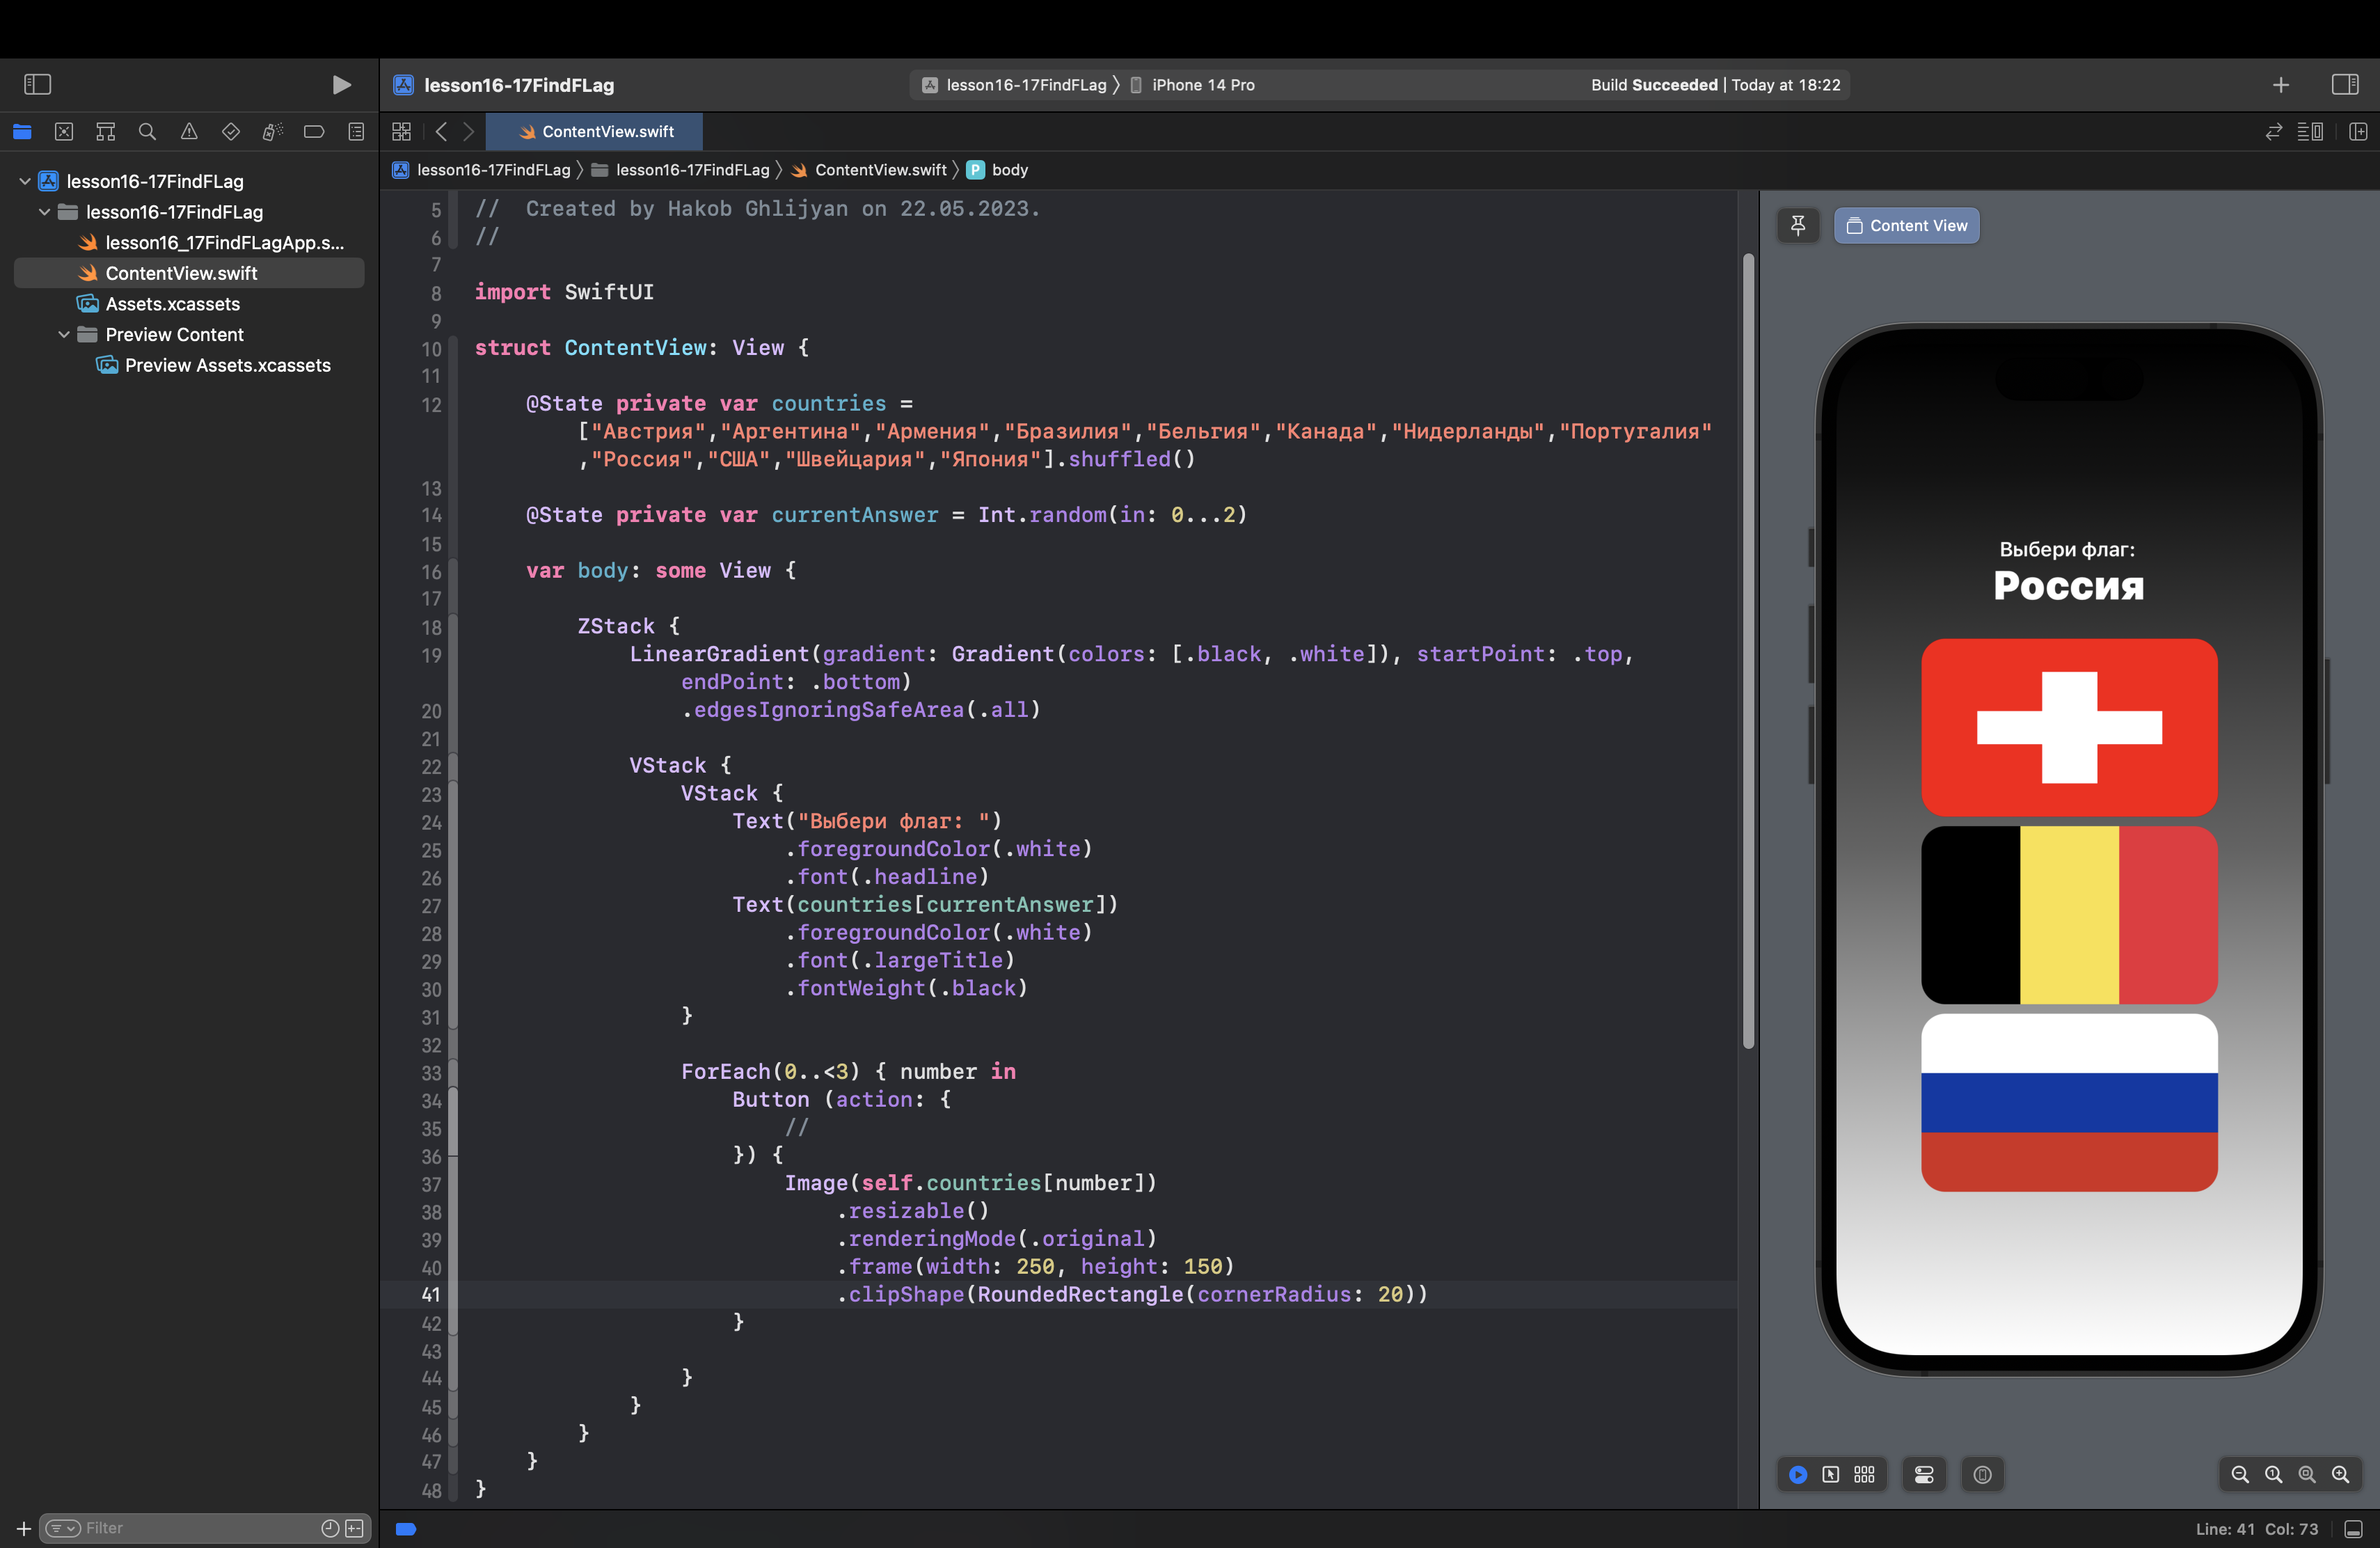 lesson16-17FindFLag
lesson16-17FindFLag
iPhone 14 Pro
Build Succeeded | Today at 18:22
ContentView.swift
lesson16-17FindFLag
lesson16-17FindFLag
ContentView.swift
P body
lesson16-17FindFLag
lesson16-17FindFLag
lesson16_17FindFLagApp.s...
ContentView.swift
Assets.xcassets
Preview Content
Preview Assets.xcassets
5 //  Created by Hakob Ghlijyan on 22.05.2023.
6 //
7
8 import SwiftUI
9
10 struct ContentView: View {
11
12 @State private var countries =
["Австрия","Аргентина","Армения","Бразилия","Бельгия","Канада","Нидерланды","Португалия"
,"Россия","США","Швейцария","Япония"].shuffled()
13
14 @State private var currentAnswer = Int.random(in: 0...2)
15
16 var body: some View {
17
18 ZStack {
19 LinearGradient(gradient: Gradient(colors: [.black, .white]), startPoint: .top,
endPoint: .bottom)
20 .edgesIgnoringSafeArea(.all)
21
22 VStack {
23 VStack {
24 Text("Выбери флаг: ")
25 .foregroundColor(.white)
26 .font(.headline)
27 Text(countries[currentAnswer])
28 .foregroundColor(.white)
29 .font(.largeTitle)
30 .fontWeight(.black)
31 }
32
33 ForEach(0..<3) { number in
34 Button (action: {
35 //
36 }) {
37 Image(self.countries[number])
38 .resizable()
39 .renderingMode(.original)
40 .frame(width: 250, height: 150)
41 .clipShape(RoundedRectangle(cornerRadius: 20))
42 }
43
44 }
45 }
46 }
47 }
48 }
Content View
Выбери флаг:
Россия
Filter
Line: 41 Col: 73